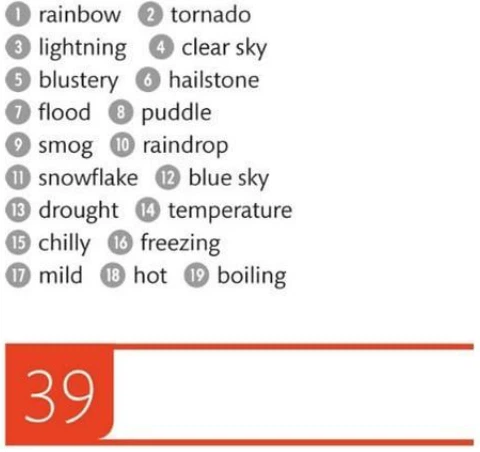 1 rainbow 2 tornado
3 lightning 4 clear sky
5 blustery 6 hailstone
7 flood 8 puddle
9 smog 10 raindrop
11 snowflake 12 blue sky
13 drought 14 temperature
15 chilly 16 freezing
17 mild 18 hot 19 boiling
39